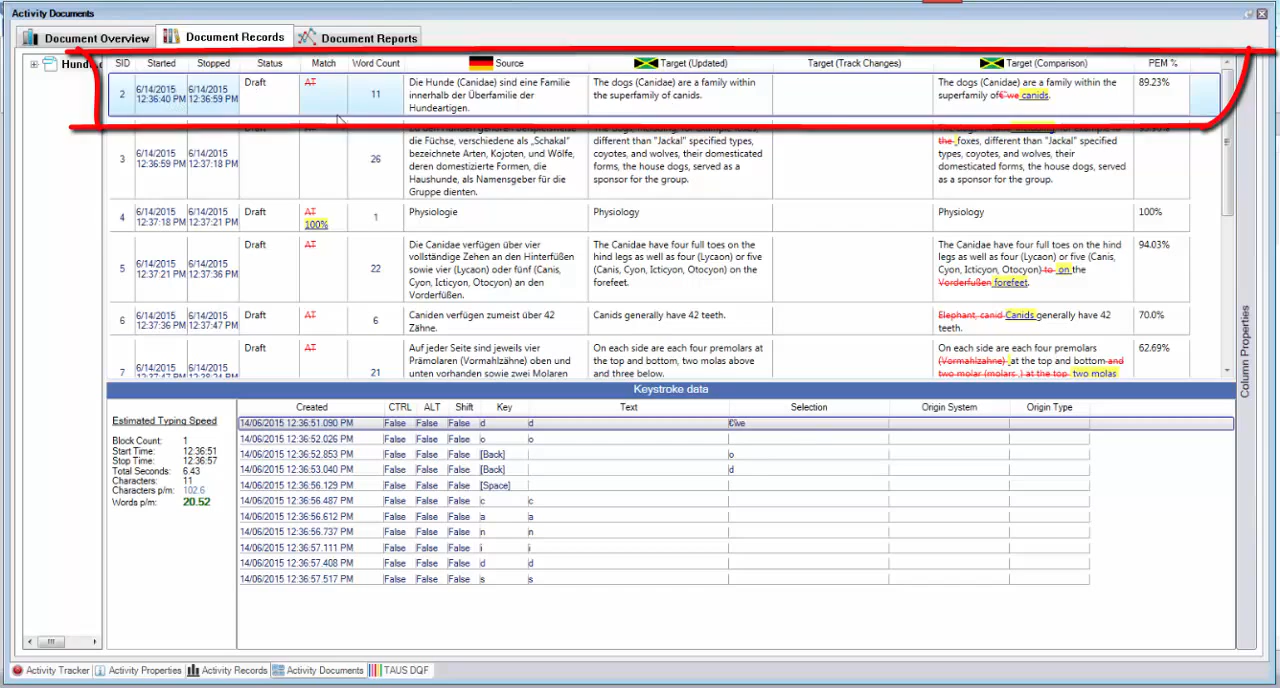 Activity Documents
Document Overview
Document Records
Document Reports
SID Started Stopped Status Match Word Count Source Target (Updated) Target (Track Changes) Target (Comparison) PEM %
2
6/14/2015
12:36:40 PM
6/14/2015
12:36:59 PM
Draft
AT
11
Die Hunde (Canidae) sind eine Familie
innerhalb der Überfamilie der
Hundeartigen.
The dogs (Canidae) are a family within
the superfamily of canids.
The dogs (Canidae) are a family within the
superfamily of€'we canids.
89.23%
3
6/14/2015
12:36:59 PM
6/14/2015
12:37:18 PM
26
die Füchse, verschiedene als „Schakal"
bezeichnete Arten, Kojoten, und Wölfe,
deren domestizierte Formen, die
Haushunde, als Namensgeber für die
Gruppe dienten.
different than "Jackal" specified types,
coyotes, and wolves, their domesticated
forms, the house dogs, served as a
sponsor for the group.
the foxes, different than "Jackal" specified
types, coyotes, and wolves, their
domesticated forms, the house dogs,
served as a sponsor for the group.
4
6/14/2015
12:37:18 PM
6/14/2015
12:37:21 PM
Draft
AT
100%
1
Physiologie
Physiology
Physiology
100%
5
6/14/2015
12:37:21 PM
6/14/2015
12:37:36 PM
Draft
AT
22
Die Canidae verfügen über vier
vollständige Zehen an den Hinterfüßen
sowie vier (Lycaon) oder fünf (Canis,
Cyon, Icticyon, Otocyon) an den
Vorderfüßen.
The Canidae have four full toes on the
hind legs as well as four (Lycaon) or five
(Canis, Cyon, Icticyon, Otocyon) on the
forefeet.
The Canidae have four full toes on the hind
legs as well as four (Lycaon) or five (Canis,
Cyon, Icticyon, Otocyon) to on the
Vorderfußen forefeet.
94.03%
6
6/14/2015
12:37:36 PM
6/14/2015
12:37:47 PM
Draft
AT
6
Caniden verfügen zumeist über 42
Zähne.
Canids generally have 42 teeth.
Elephant, canid Canids generally have 42
teeth.
70.0%
7
6/14/2015
12:37:47 PM
6/14/2015
12:38:24 PM
Draft
AT
21
Auf jeder Seite sind jeweils vier
Prämolaren (Vormahlzähne) oben und
unten vorhanden sowie zwei Molaren
On each side are each four premolars at
the top and bottom, two molas above
and three below.
On each side are each four premolars
(Vormahlzahne) at the top and bottom and
two molar (molars ) at the top two molas
62.69%
Column Properties
Keystroke data
Estimated Typing Speed
Block Count: 1
Start Time: 12:36:51
Stop Time: 12:36:57
Total Seconds: 6.43
Characters: 11
Characters p/m: 102.6
Words p/m: 20.52
Created CTRL ALT Shift Key Text Selection Origin System Origin Type
14/06/2015 12:36:51.090 PM False False False d d €'we
14/06/2015 12:36:52.026 PM False False False o o
14/06/2015 12:36:52.853 PM False False False [Back] o
14/06/2015 12:36:53.040 PM False False False [Back] d
14/06/2015 12:36:56.129 PM False False False [Space]
14/06/2015 12:36:56.487 PM False False False c c
14/06/2015 12:36:56.612 PM False False False a a
14/06/2015 12:36:56.737 PM False False False n n
14/06/2015 12:36:57.111 PM False False False i i
14/06/2015 12:36:57.408 PM False False False d d
14/06/2015 12:36:57.517 PM False False False s s
Activity Tracker
Activity Properties
Activity Records
Activity Documents
TAUS DQF